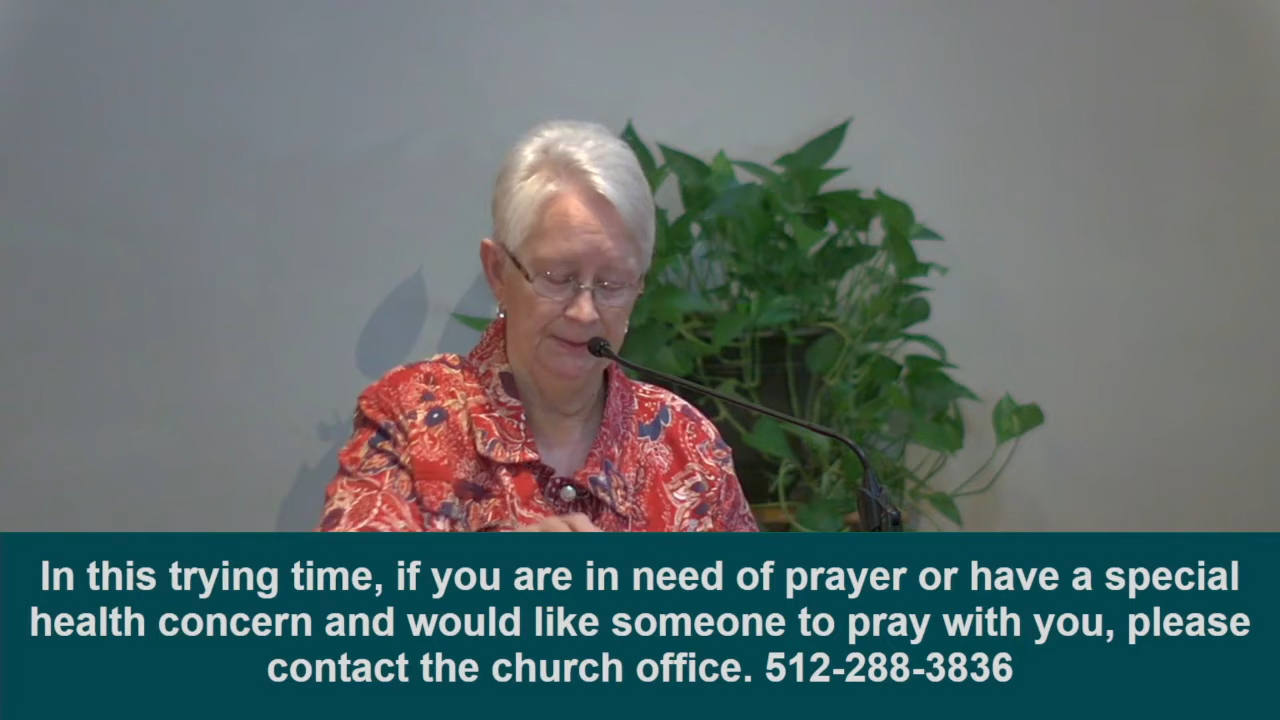 In this trying time, if you are in need of prayer or have a special
health concern and would like someone to pray with you, please
contact the church office. 512-288-3836